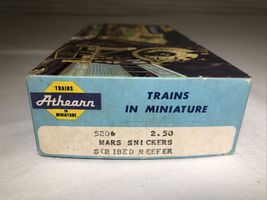 TRAINS
Athearn
IN MINIATURE
TRAINS
IN MINIATURE
5206 2.50
MARS SNICKERS
SCRIBED REEFER